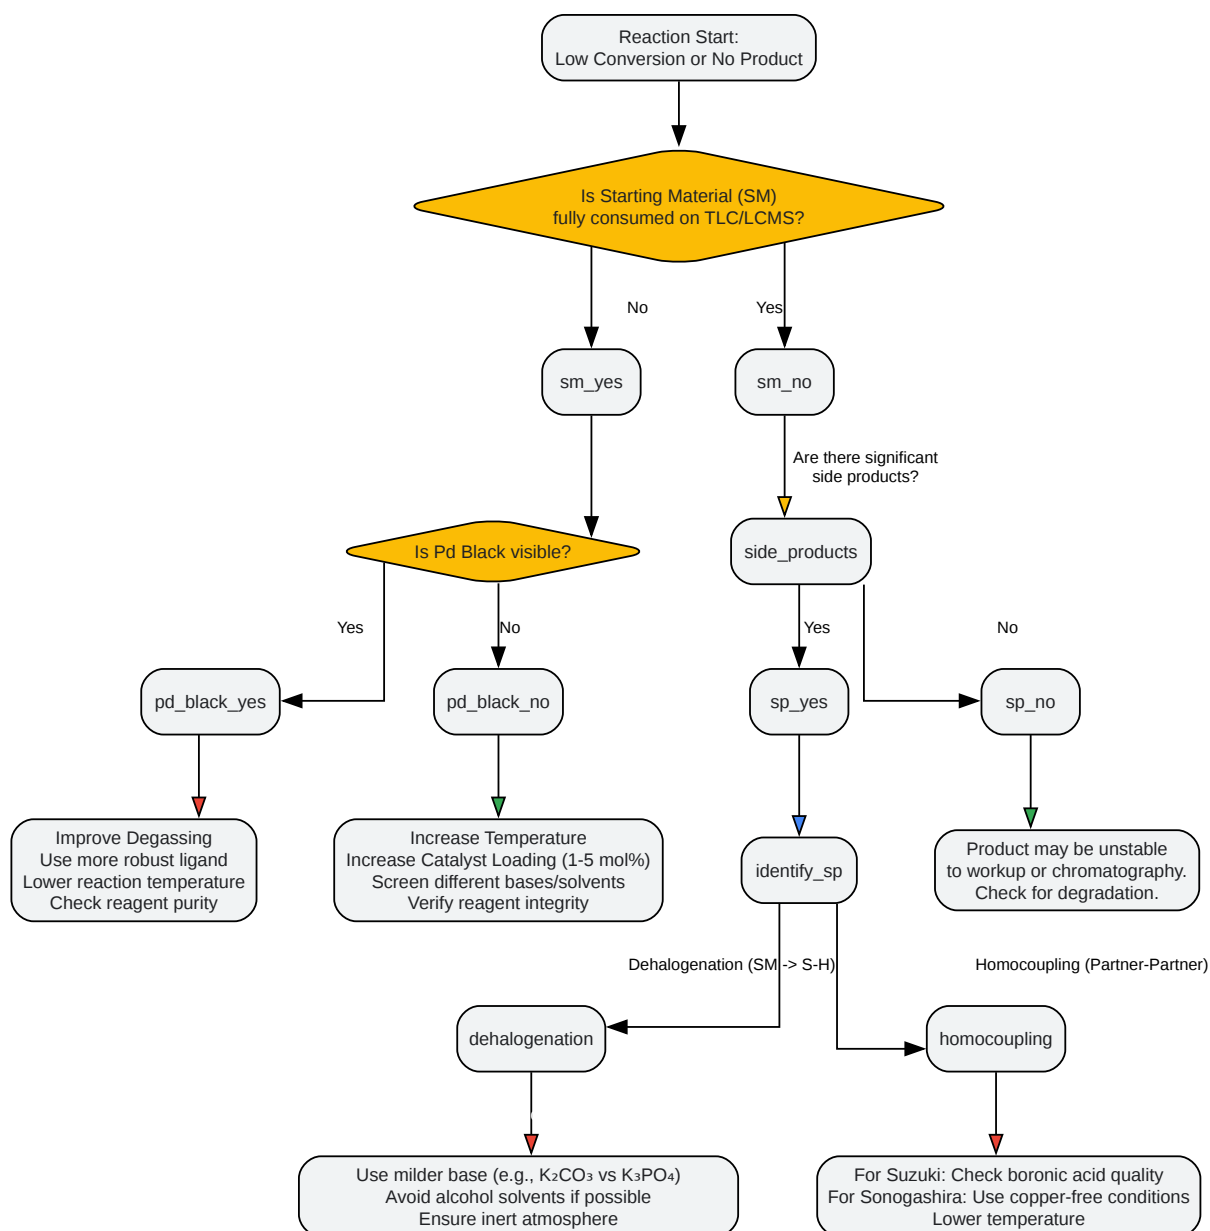 Reaction Start:
Low Conversion or No Product
Is Starting Material (SM)
fully consumed on TLC/LCMS?
No
Yes
sm_yes
sm_no
Are there significant
side products?
Is Pd Black visible?
side_products
Yes
No
Yes
No
pd_black_yes
pd_black_no
sp_yes
sp_no
Improve Degassing
Use more robust ligand
Lower reaction temperature
Check reagent purity
Increase Temperature
Increase Catalyst Loading (1-5 mol%)
Screen different bases/solvents
Verify reagent integrity
identify_sp
Product may be unstable
to workup or chromatography.
Check for degradation.
Dehalogenation (SM -> S-H)
Homocoupling (Partner-Partner)
dehalogenation
homocoupling
Use milder base (e.g., K₂CO₃ vs K₃PO₄)
Avoid alcohol solvents if possible
Ensure inert atmosphere
For Suzuki: Check boronic acid quality
For Sonogashira: Use copper-free conditions
Lower temperature